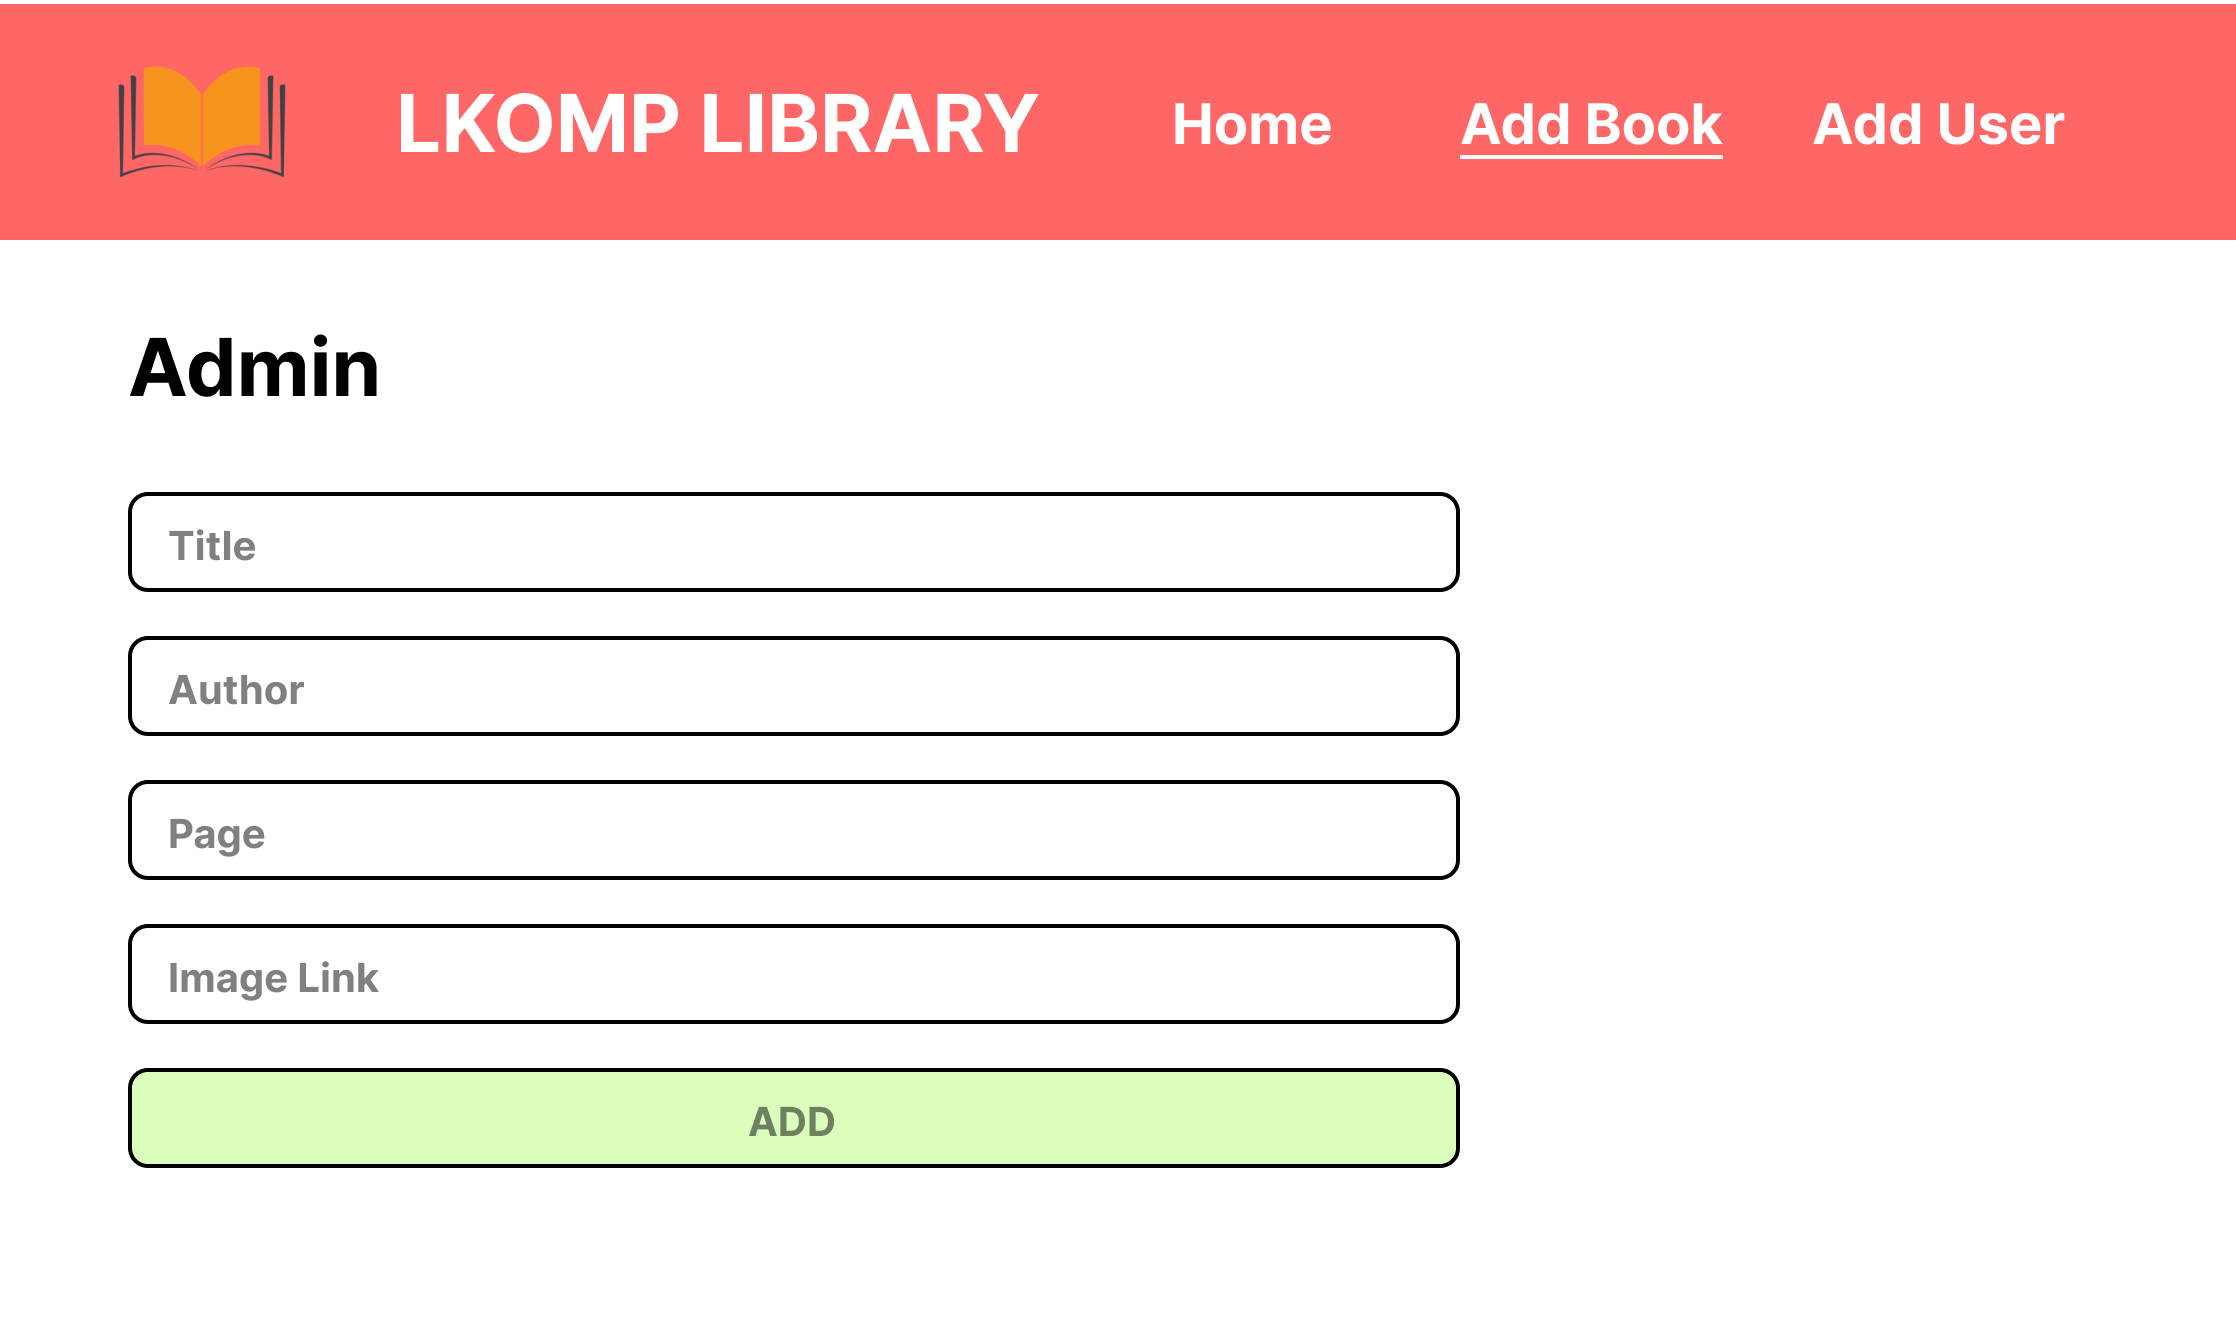 LKOMP LIBRARY Home Add Book Add User
Admin
Title
Author
Page
Image Link
ADD